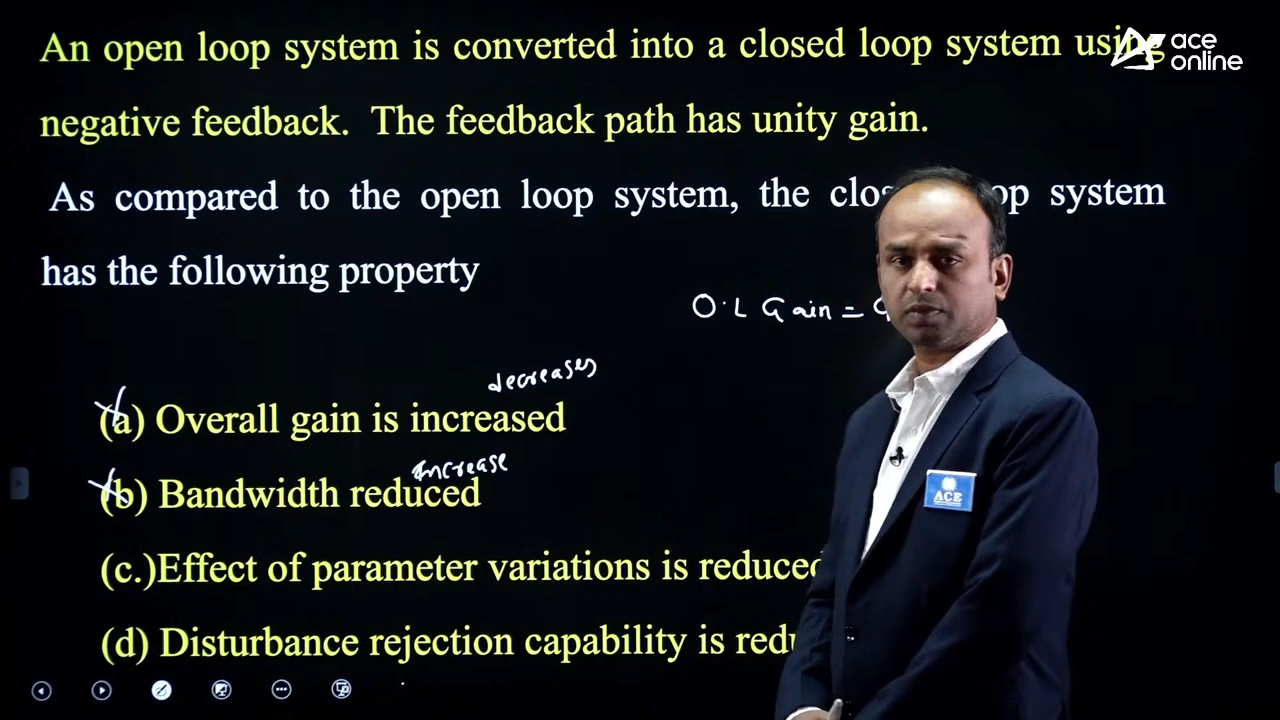 An open loop system is converted into a closed loop system using
ace
online
negative feedback. The feedback path has unity gain.
As compared to the open loop system, the system
has the following property
O.L Gain =
decreases
(a) Overall gain is increased
Increase
(b) Bandwidth reduced
(c.)Effect of parameter variations is reduced
ACE
(d) Disturbance rejection capability is